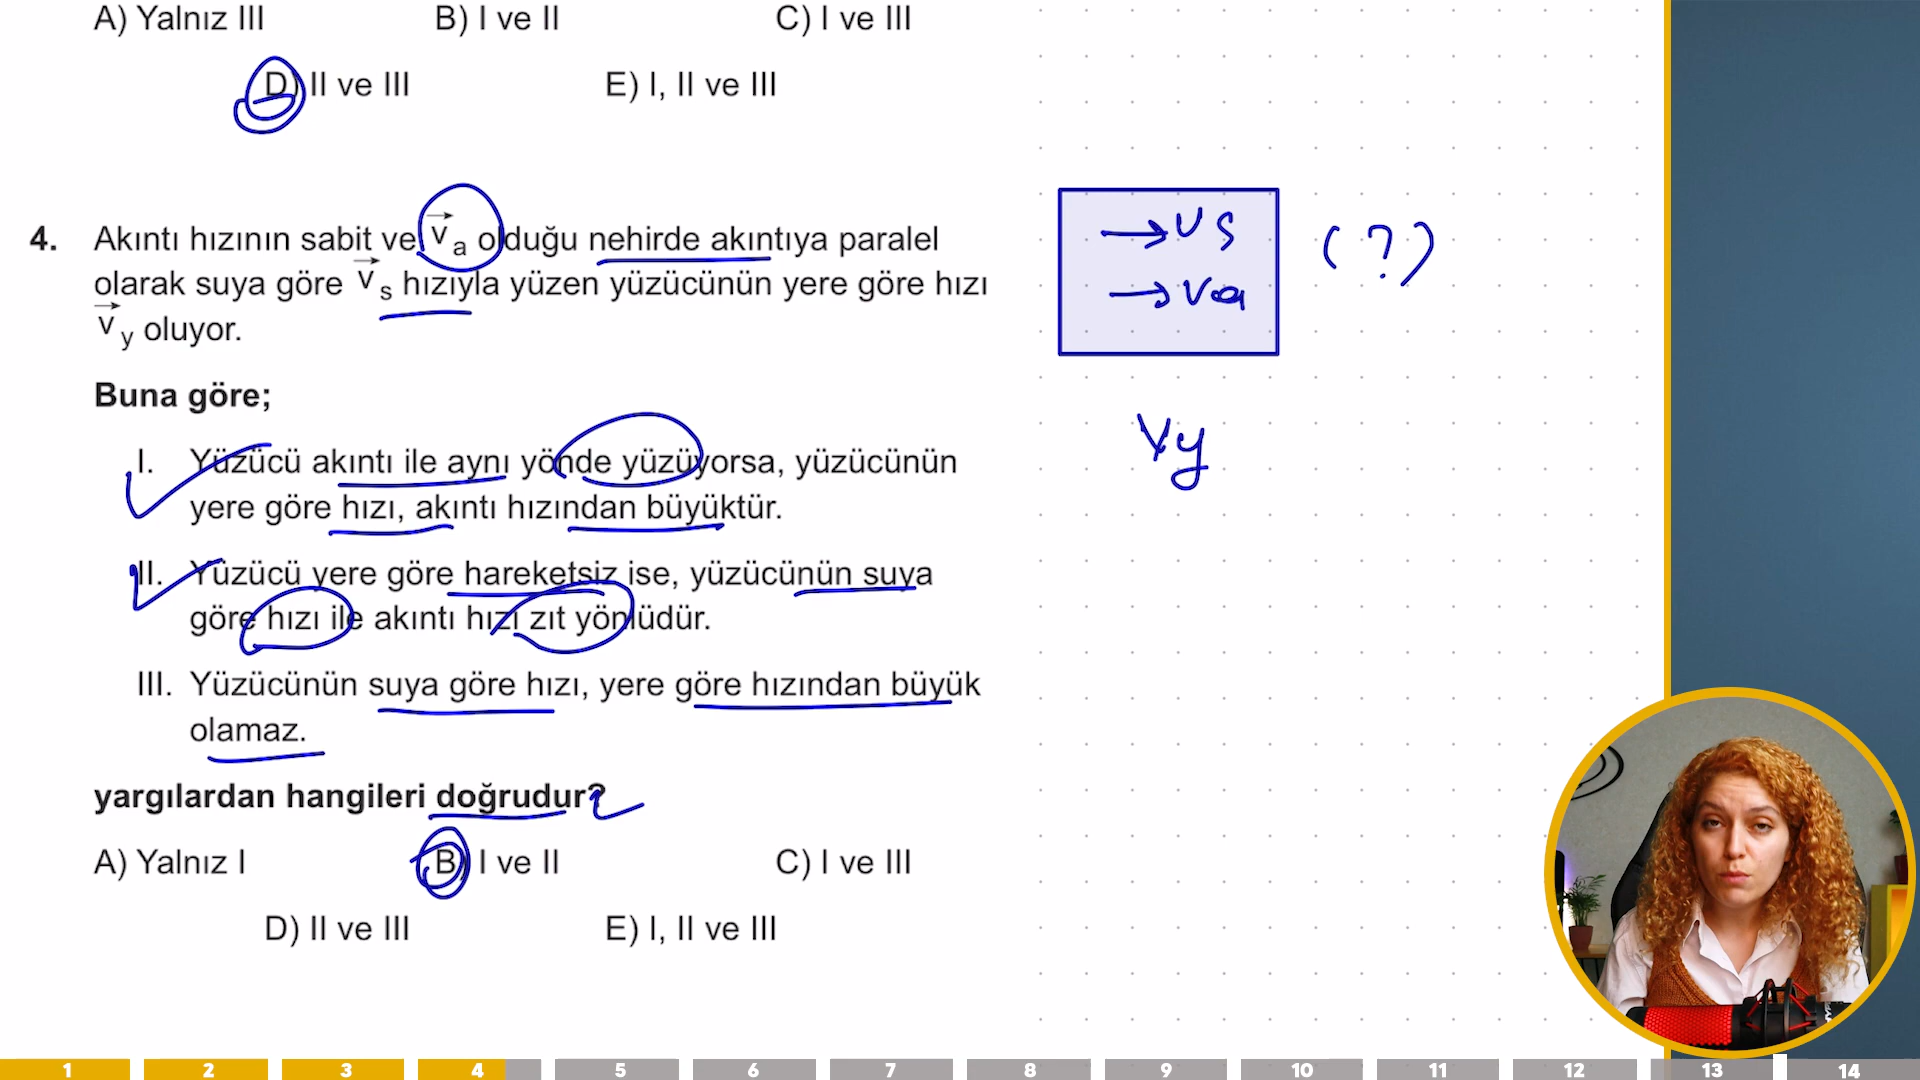 A) Yalnız III B) I ve II C) I ve III
D) II ve III E) I, II ve III
4. Akıntı hızının sabit ve v⃗a olduğu nehirde akıntıya paralel
olarak suya göre v⃗s hızıyla yüzen yüzücünün yere göre hızı
v⃗y oluyor.
Buna göre;
I. Yüzücü akıntı ile aynı yönde yüzüyorsa, yüzücünün
yere göre hızı, akıntı hızından büyüktür.
II. Yüzücü yere göre hareketsiz ise, yüzücünün suya
göre hızı ile akıntı hızı zıt yönlüdür.
III. Yüzücünün suya göre hızı, yere göre hızından büyük
olamaz.
yargılardan hangileri doğrudur?
A) Yalnız I B) I ve II C) I ve III
D) II ve III E) I, II ve III
→ Vs
→ Va
(?)
Vy
1 2 3 4 5 6 7 8 9 10 11 12 13 14